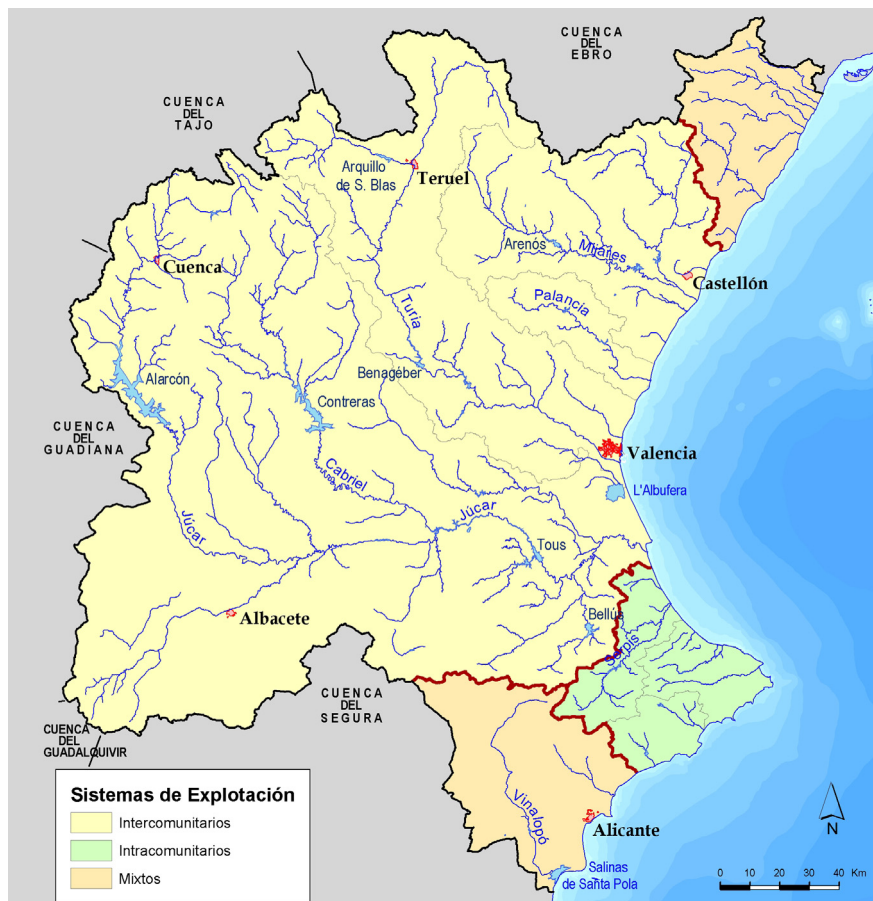 CUENCA
DEL
EBRO
CUENCA
DEL
TAJO
Arquillo
de S. Blas
Teruel
Arenós
Mijares
Cuenca
Castellón
Palancia
Turia
Benagéber
Alarcón
Contreras
CUENCA
DEL
GUADIANA
Valencia
Cabriel
L'Albufera
Júcar
Júcar
Tous
Albacete
Bellús
Serpis
CUENCA
DEL
SEGURA
CUENCA
DEL
GUADALQUIVIR
Sistemas de Explotación
Intercomunitarios
Intracomunitarios
Mixtos
Vinalopó
Alicante
N
Salinas
de Santa Pola
0 10 20 30 40 Km